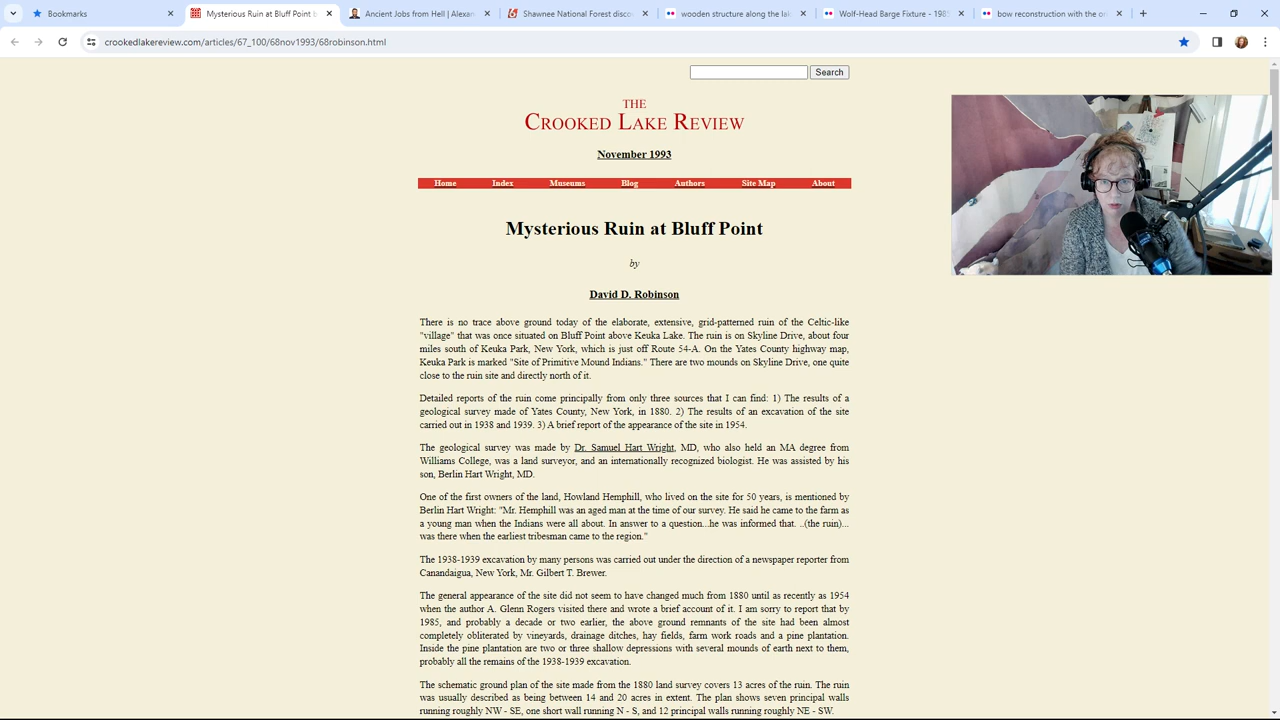 Bookmarks
Mysterious Ruin at Bluff Point b
Ancient Jobs from Hell | Alexan
Shawnee National Forest disco
wooden structure along the lak
Wolf-Head Barge Fixture - 198
bow reconstruction with the o
crookedlakereview.com/articles/67_100/68nov1993/68robinson.html
Search
THE
CROOKED LAKE REVIEW
November 1993
Home Index Museums Blog Authors Site Map About
Mysterious Ruin at Bluff Point
by
David D. Robinson
There is no trace above ground today of the elaborate, extensive, grid-patterned ruin of the Celtic-like
"village" that was once situated on Bluff Point above Keuka Lake. The ruin is on Skyline Drive, about four
miles south of Keuka Park, New York, which is just off Route 54-A. On the Yates County highway map,
Keuka Park is marked "Site of Primitive Mound Indians." There are two mounds on Skyline Drive, one quite
close to the ruin site and directly north of it.
Detailed reports of the ruin come principally from only three sources that I can find: 1) The results of a
geological survey made of Yates County, New York, in 1880. 2) The results of an excavation of the site
carried out in 1938 and 1939. 3) A brief report of the appearance of the site in 1954.
The geological survey was made by Dr. Samuel Hart Wright, MD, who also held an MA degree from
Williams College, was a land surveyor, and an internationally recognized biologist. He was assisted by his
son, Berlin Hart Wright, MD.
One of the first owners of the land, Howland Hemphill, who lived on the site for 50 years, is mentioned by
Berlin Hart Wright: "Mr. Hemphill was an aged man at the time of our survey. He said he came to the farm as
a young man when the Indians were all about. In answer to a question...he was informed that. ..(the ruin)...
was there when the earliest tribesman came to the region."
The 1938-1939 excavation by many persons was carried out under the direction of a newspaper reporter from
Canandaigua, New York, Mr. Gilbert T. Brewer.
The general appearance of the site did not seem to have changed much from 1880 until as recently as 1954
when the author A. Glenn Rogers visited there and wrote a brief account of it. I am sorry to report that by
1985, and probably a decade or two earlier, the above ground remnants of the site had been almost
completely obliterated by vineyards, drainage ditches, hay fields, farm work roads and a pine plantation.
Inside the pine plantation are two or three shallow depressions with several mounds of earth next to them,
probably all the remains of the 1938-1939 excavation.
The schematic ground plan of the site made from the 1880 land survey covers 13 acres of the ruin. The ruin
was usually described as being between 14 and 20 acres in extent. The plan shows seven principal walls
running roughly NW - SE, one short wall running N - S, and 12 principal walls running roughly NE - SW.